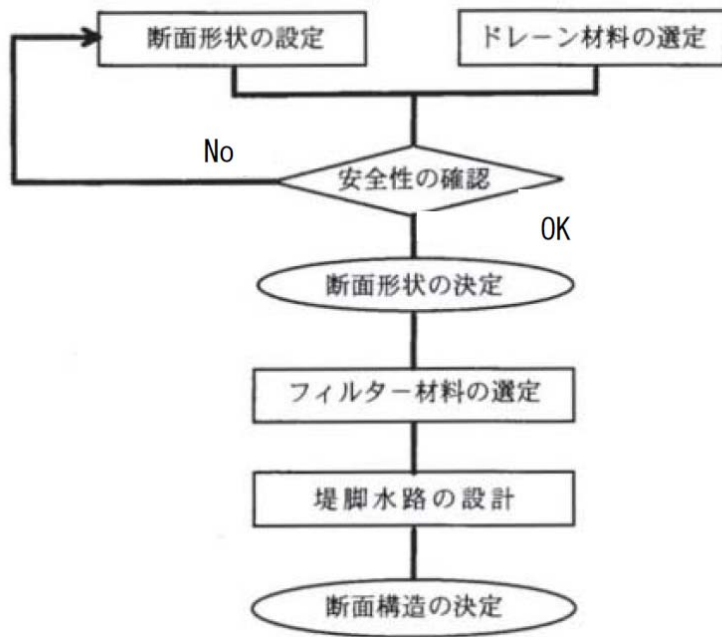 断面形状の設定
ドレーン材料の選定
No
安全性の確認
OK
断面形状の決定
フィルター材料の選定
堤脚水路の設計
断面構造の決定